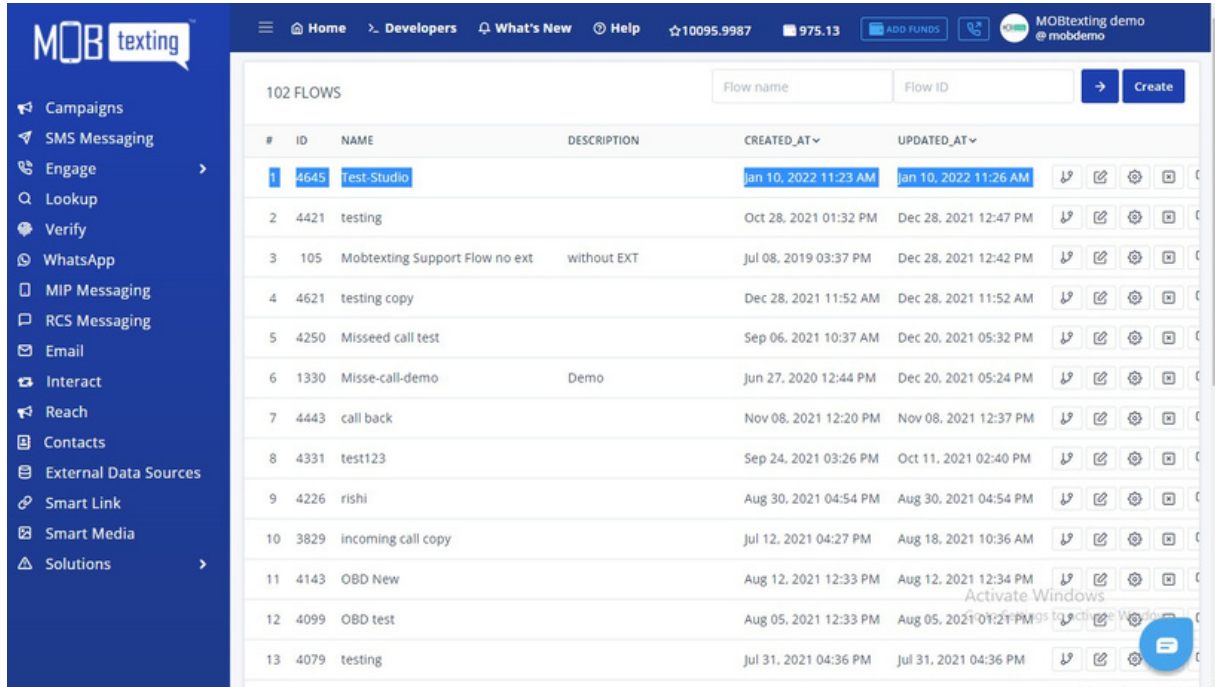 MOB texting
Home Developers What's New Help 10095.9987 975.13 ADD FUNDS MOBtexting demo
@ mobdemo
Campaigns
SMS Messaging
Engage
Lookup
Verify
WhatsApp
MIP Messaging
RCS Messaging
Email
Interact
Reach
Contacts
External Data Sources
Smart Link
Smart Media
Solutions
102 FLOWS Flow name Flow ID Create
# ID NAME DESCRIPTION CREATED_AT UPDATED_AT
1 4645 Test-Studio Jan 10, 2022 11:23 AM Jan 10, 2022 11:26 AM
2 4421 testing Oct 28, 2021 01:32 PM Dec 28, 2021 12:47 PM
3 105 Mobtexting Support Flow no ext without EXT Jul 08, 2019 03:37 PM Dec 28, 2021 12:42 PM
4 4621 testing copy Dec 28, 2021 11:52 AM Dec 28, 2021 11:52 AM
5 4250 Misseed call test Sep 06, 2021 10:37 AM Dec 20, 2021 05:32 PM
6 1330 Misse-call-demo Demo Jun 27, 2020 12:44 PM Dec 20, 2021 05:24 PM
7 4443 call back Nov 08, 2021 12:20 PM Nov 08, 2021 12:37 PM
8 4331 test123 Sep 24, 2021 03:26 PM Oct 11, 2021 02:40 PM
9 4226 rishi Aug 30, 2021 04:54 PM Aug 30, 2021 04:54 PM
10 3829 incoming call copy Jul 12, 2021 04:27 PM Aug 18, 2021 10:36 AM
11 4143 OBD New Aug 12, 2021 12:33 PM Aug 12, 2021 12:34 PM
Activate Windows
12 4099 OBD test Aug 05, 2021 12:33 PM Aug 05, 2021 01:21 PM
Go to Settings to activate Windows
13 4079 testing Jul 31, 2021 04:36 PM Jul 31, 2021 04:36 PM